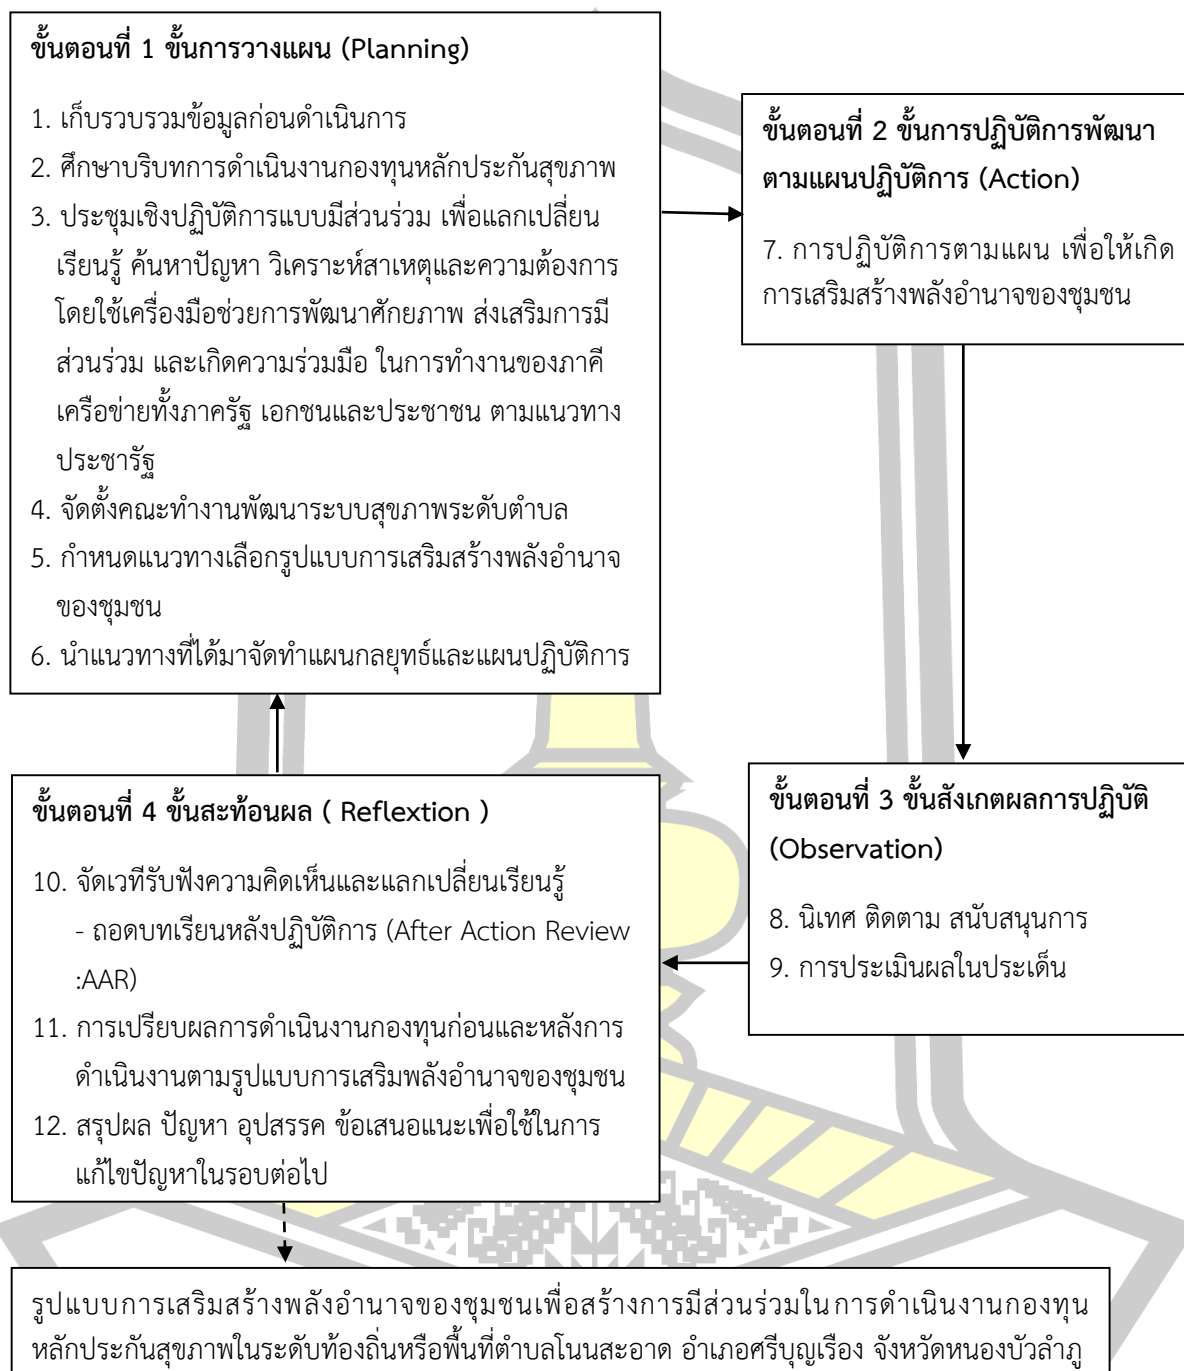 ขั้นตอนที่ 1 ขั้นการวางแผน (Planning)
1. เก็บรวบรวมข้อมูลก่อนดำเนินการ
2. ศึกษาบริบทการดำเนินงานกองทุนหลักประกันสุขภาพ
3. ประชุมเชิงปฏิบัติการแบบมีส่วนร่วม เพื่อแลกเปลี่ยน
เรียนรู้ ค้นหาปัญหา วิเคราะห์สาเหตุและความต้องการ
โดยใช้เครื่องมือช่วยการพัฒนาศักยภาพ ส่งเสริมการมี
ส่วนร่วม และเกิดความร่วมมือ ในการทำงานของภาคี
เครือข่ายทั้งภาครัฐ เอกชนและประชาชน ตามแนวทาง
ประชารัฐ
4. จัดตั้งคณะทำงานพัฒนาระบบสุขภาพระดับตำบล
5. กำหนดแนวทางเลือกรูปแบบการเสริมสร้างพลังอำนาจ
ของชุมชน
6. นำแนวทางที่ได้มาจัดทำแผนกลยุทธ์และแผนปฏิบัติการ
ขั้นตอนที่ 2 ขั้นการปฏิบัติการพัฒนา
ตามแผนปฏิบัติการ (Action)
7. การปฏิบัติการตามแผน เพื่อให้เกิด
การเสริมสร้างพลังอำนาจของชุมชน
ขั้นตอนที่ 3 ขั้นสังเกตผลการปฏิบัติ
(Observation)
8. นิเทศ ติดตาม สนับสนุนการ
9. การประเมินผลในประเด็น
ขั้นตอนที่ 4 ขั้นสะท้อนผล ( Reflextion )
10. จัดเวทีรับฟังความคิดเห็นและแลกเปลี่ยนเรียนรู้
- ถอดบทเรียนหลังปฏิบัติการ (After Action Review
:AAR)
11. การเปรียบผลการดำเนินงานกองทุนก่อนและหลังการ
ดำเนินงานตามรูปแบบการเสริมพลังอำนาจของชุมชน
12. สรุปผล ปัญหา อุปสรรค ข้อเสนอแนะเพื่อใช้ในการ
แก้ไขปัญหาในรอบต่อไป
รูปแบบการเสริมสร้างพลังอำนาจของชุมชนเพื่อสร้างการมีส่วนร่วมในการดำเนินงานกองทุน
หลักประกันสุขภาพในระดับท้องถิ่นหรือพื้นที่ตำบลโนนสะอาด อำเภอศรีบุญเรือง จังหวัดหนองบัวลำภู